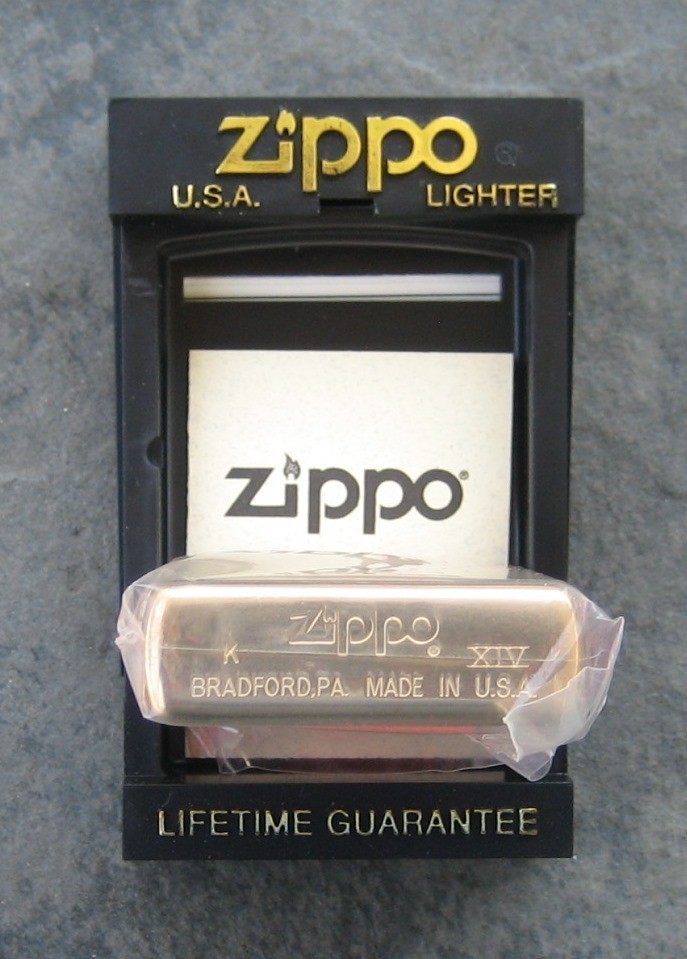 zippo ®
U.S.A. LIGHTER
zippo®
zippo®
K XIV
BRADFORD,PA. MADE IN U.S.A.
LIFETIME GUARANTEE